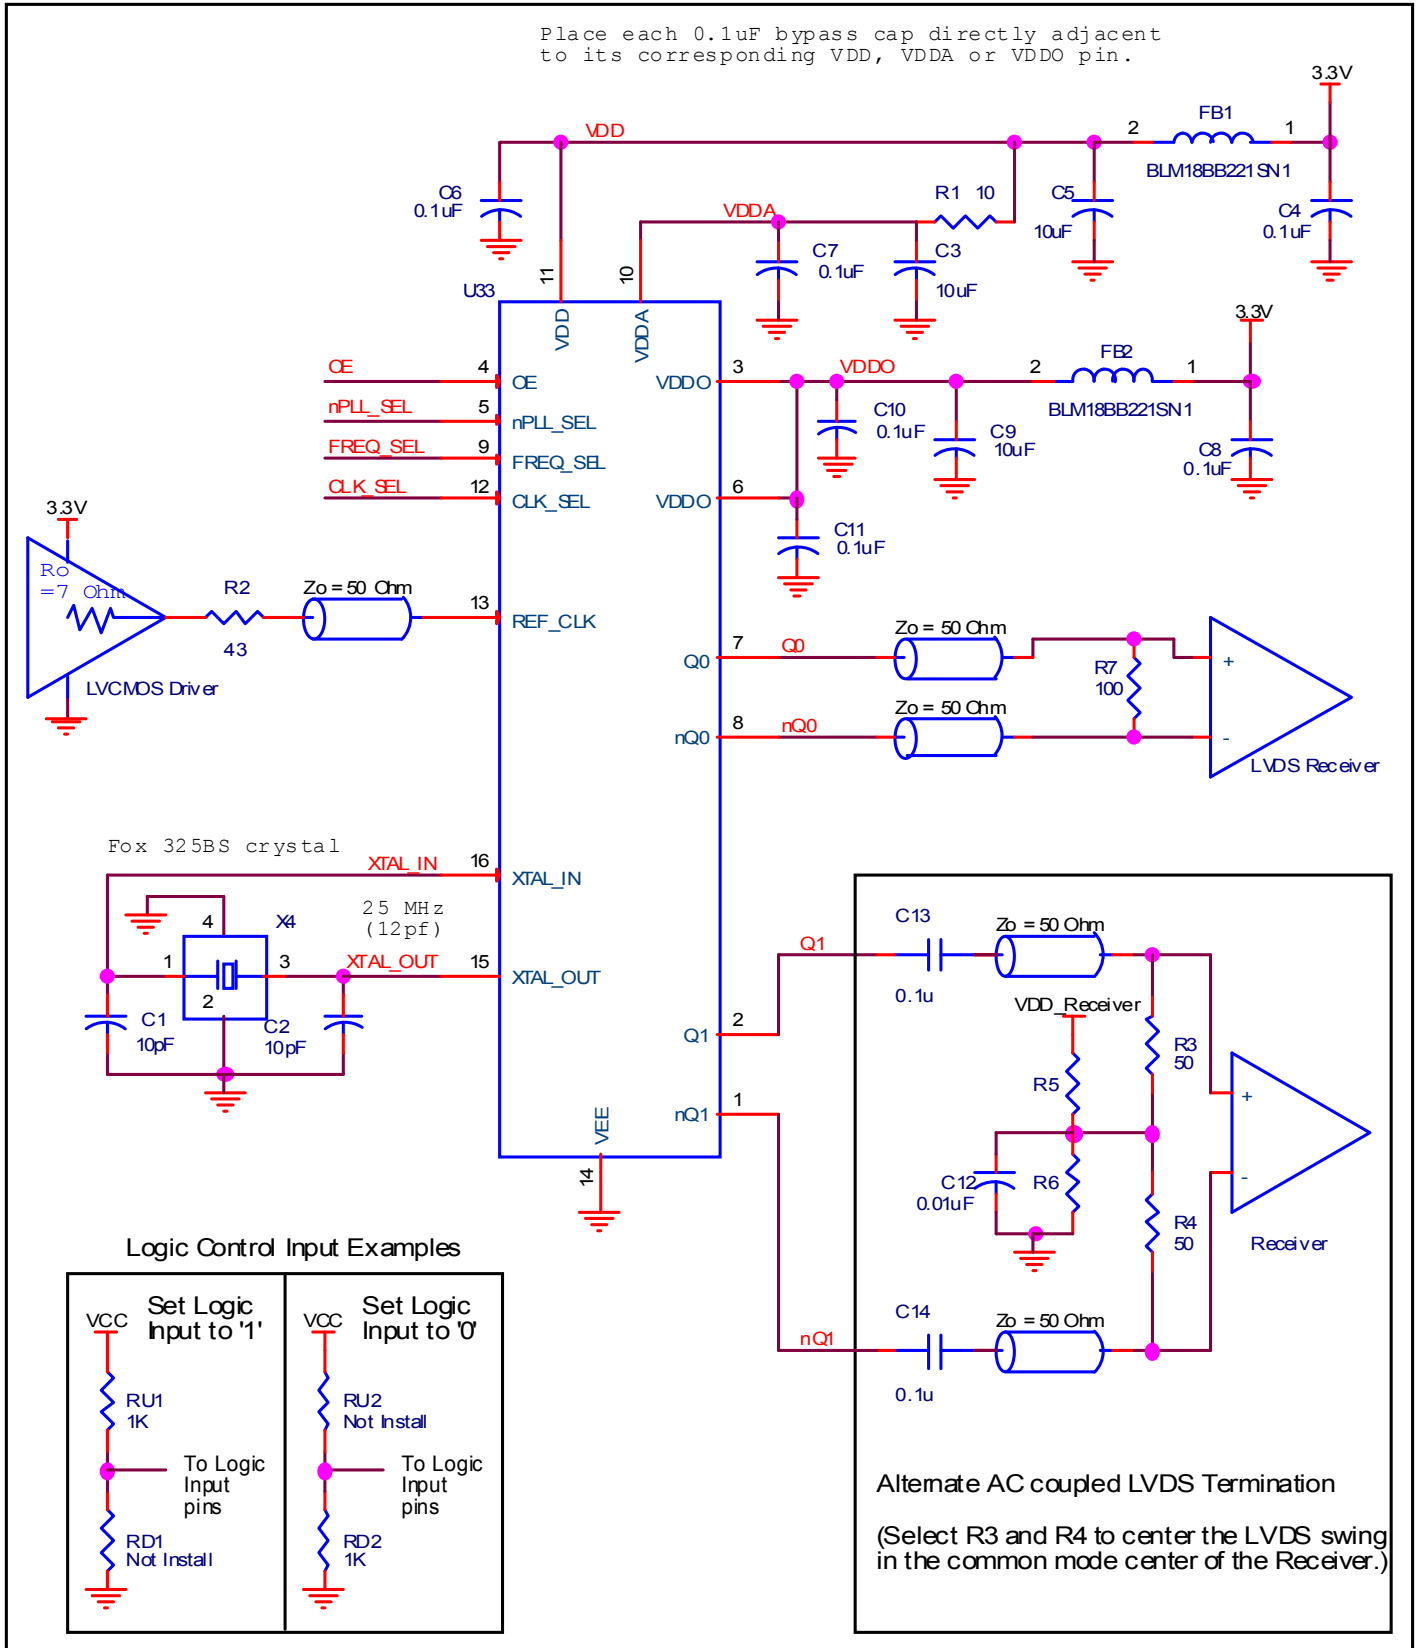 Place each 0.1uF bypass cap directly adjacent
to its corresponding VDD, VDDA or VDDO pin.
3.3V
FB1
VDD
2
1
BLM18BB221SN1
C6
0.1uF
R1 10
C5
10uF
C4
0.1uF
VDDA
C7
0.1uF
C3
10uF
11
10
U33
VDD
VDDA
3.3V
OE
4
OE
VDDO
3
VDDO
FB2
2
1
BLM18BB221SN1
nPLL_SEL
5
nPLL_SEL
C10
0.1uF
C9
10uF
C8
0.1uF
FREQ_SEL
9
FREQ_SEL
CLK_SEL
12
CLK_SEL
VDDO
6
C11
0.1uF
3.3V
Ro
=7 Ohm
R2
43
Zo = 50 Ohm
13
REF_CLK
LVCMOS Driver
Q0
7
Q0
Zo = 50 Ohm
R7
100
+
nQ0
8
nQ0
Zo = 50 Ohm
-
LVDS Receiver
Fox 325BS crystal
XTAL_IN
16
XTAL_IN
25 MHz
(12pf)
4
X4
1
3
2
XTAL_OUT
15
XTAL_OUT
C1
10pF
C2
10pF
Q1
2
Q1
C13
0.1u
Zo = 50 Ohm
VDD_Receiver
R3
50
R5
+
nQ1
1
VEE
14
C12
0.01uF
R6
-
R4
50
Receiver
nQ1
C14
0.1u
Zo = 50 Ohm
Alternate AC coupled LVDS Termination
(Select R3 and R4 to center the LVDS swing
in the common mode center of the Receiver.)
Logic Control Input Examples
VCC
Set Logic
Input to '1'
RU1
1K
To Logic
Input
pins
RD1
Not Install
VCC
Set Logic
Input to '0'
RU2
Not Install
To Logic
Input
pins
RD2
1K